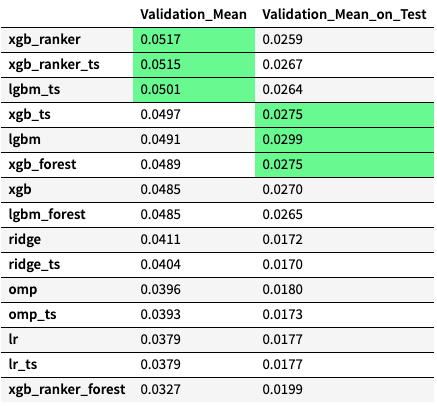 Validation_Mean Validation_Mean_on_Test
xgb_ranker 0.0517 0.0259
xgb_ranker_ts 0.0515 0.0267
lgbm_ts 0.0501 0.0264
xgb_ts 0.0497 0.0275
lgbm 0.0491 0.0299
xgb_forest 0.0489 0.0275
xgb 0.0485 0.0270
lgbm_forest 0.0485 0.0265
ridge 0.0411 0.0172
ridge_ts 0.0404 0.0170
omp 0.0396 0.0180
omp_ts 0.0393 0.0173
lr 0.0379 0.0177
lr_ts 0.0379 0.0177
xgb_ranker_forest 0.0327 0.0199